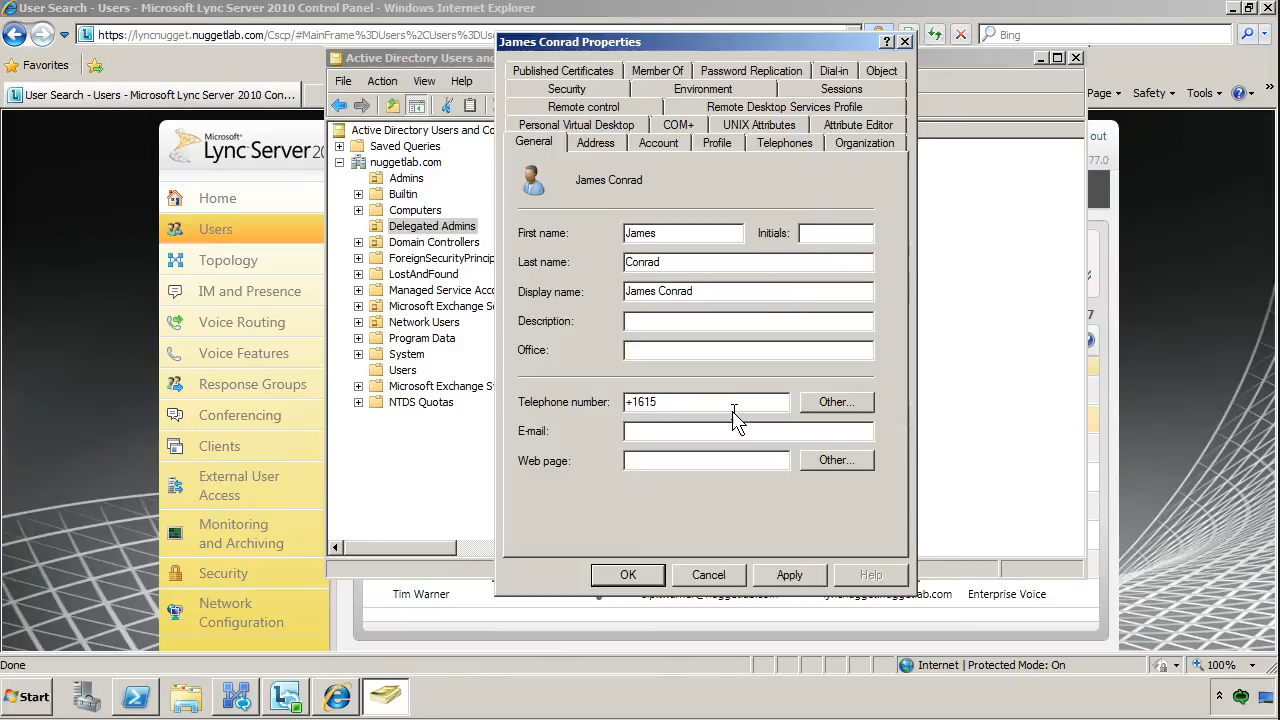 User Search - Users - Microsoft Lync Server 2010 Control Panel - Windows Internet Explorer
https://lyncnugget.nuggetlab.com/Cscp/#MainFrame%3DUsers%2CUsers%3DUs
Bing
Favorites
User Search - Users - Microsoft Lync Server 2010 Con...
Page
Safety
Tools
Microsoft
Lync Server 20
out
77.0
Home
Users
Topology
IM and Presence
Voice Routing
Voice Features
Response Groups
Conferencing
Clients
External User
Access
Monitoring
and Archiving
Security
Network
Configuration
Active Directory Users and
File
Action
View
Help
Active Directory Users and Co
Saved Queries
nuggetlab.com
Admins
Builtin
Computers
Delegated Admins
Domain Controllers
ForeignSecurityPrincip
LostAndFound
Managed Service Acco
Microsoft Exchange Se
Network Users
Program Data
System
Users
Microsoft Exchange Sy
NTDS Quotas
James Conrad Properties
?
Published Certificates
Member Of
Password Replication
Dial-in
Object
Security
Environment
Sessions
Remote control
Remote Desktop Services Profile
Personal Virtual Desktop
COM+
UNIX Attributes
Attribute Editor
General
Address
Account
Profile
Telephones
Organization
James Conrad
First name:
James
Initials:
Last name:
Conrad
Display name:
James Conrad
Description:
Office:
Telephone number:
+1615
Other...
E-mail:
Web page:
Other...
OK
Cancel
Apply
Help
7
Tim Warner
Enterprise Voice
Done
Internet | Protected Mode: On
100%
Start